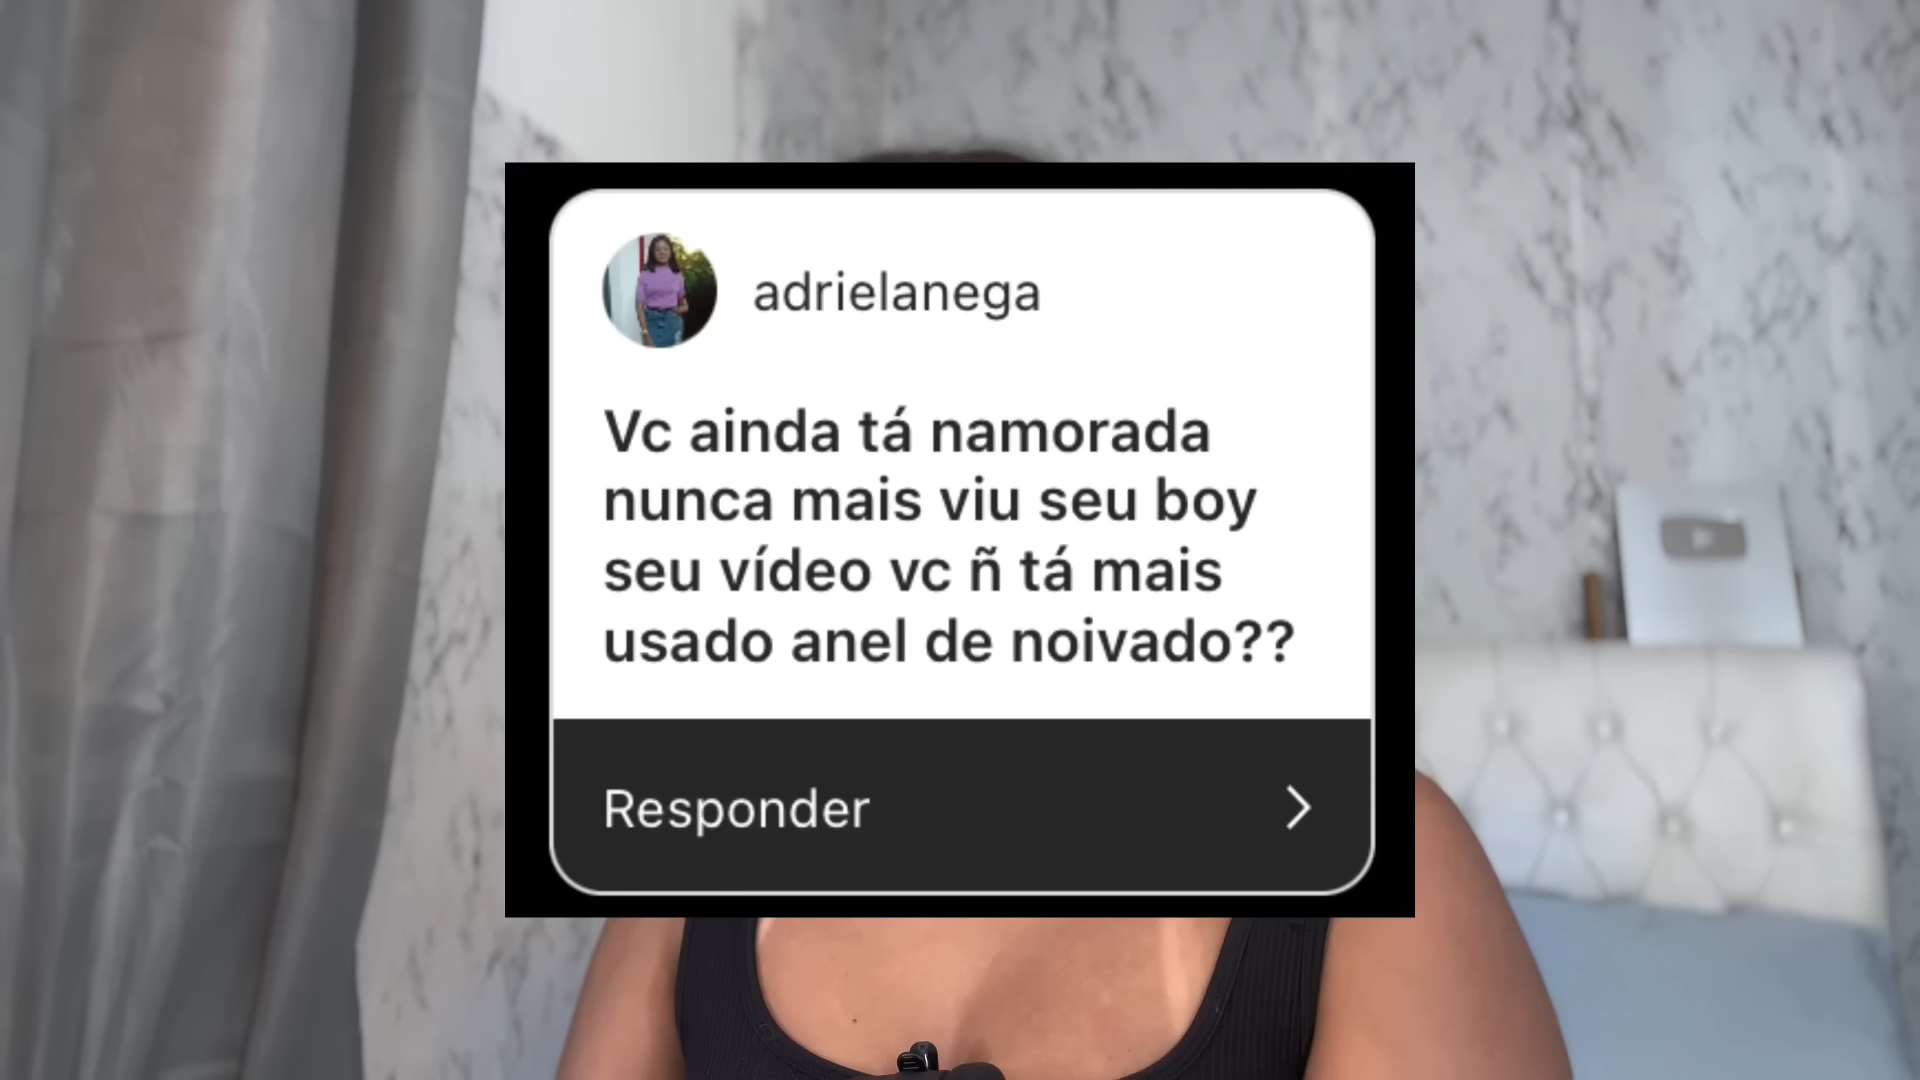 adrielanega
Vc ainda tá namorada
nunca mais viu seu boy
seu vídeo vc ñ tá mais
usado anel de noivado??
Responder